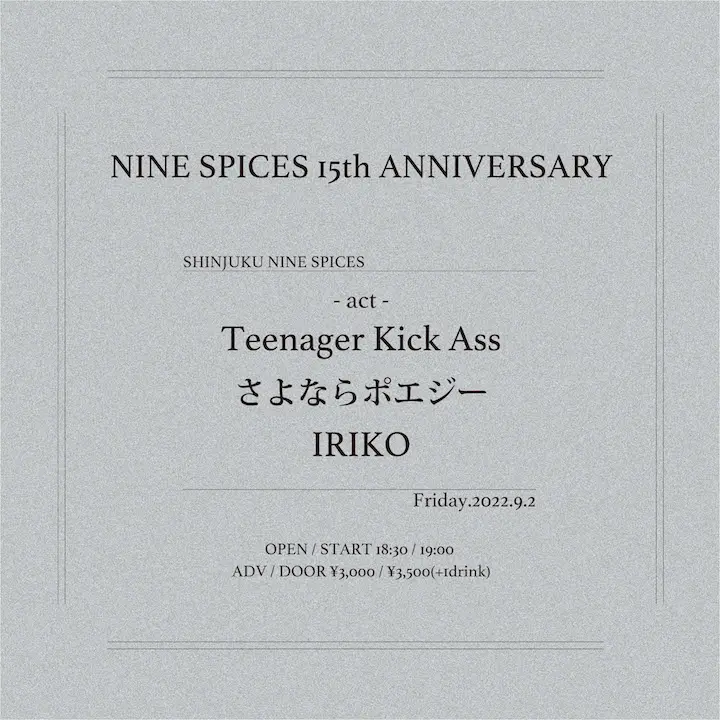 NINE SPICES 15th ANNIVERSARY
SHINJUKU NINE SPICES
- act -
Teenager Kick Ass
さよならポエジー
IRIKO
Friday.2022.9.2
OPEN / START 18:30 / 19:00
ADV / DOOR ¥3,000 / ¥3,500(+1drink)